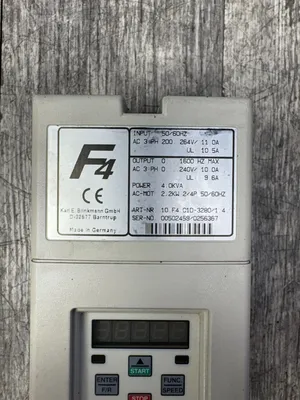 F4
CE
Karl E. Brinkmann GmbH
D-32677 Barntrup
Made in Germany
INPUT 50/60HZ
AC 3-PH 200 264V/ 11.0A
UL 10.5A
OUTPUT 0 1600 HZ MAX
AC 3-PH 0 240V/ 10.0A
UL 9.6A
POWER 4.0KVA
AC-MOT 2.2KW 2/4P 50/60HZ
ART-NR 10.F4.C1D-3280/1.4
SER-NO 00502458/0256367
START
ENTER
F/R
FUNC.
SPEED
STOP